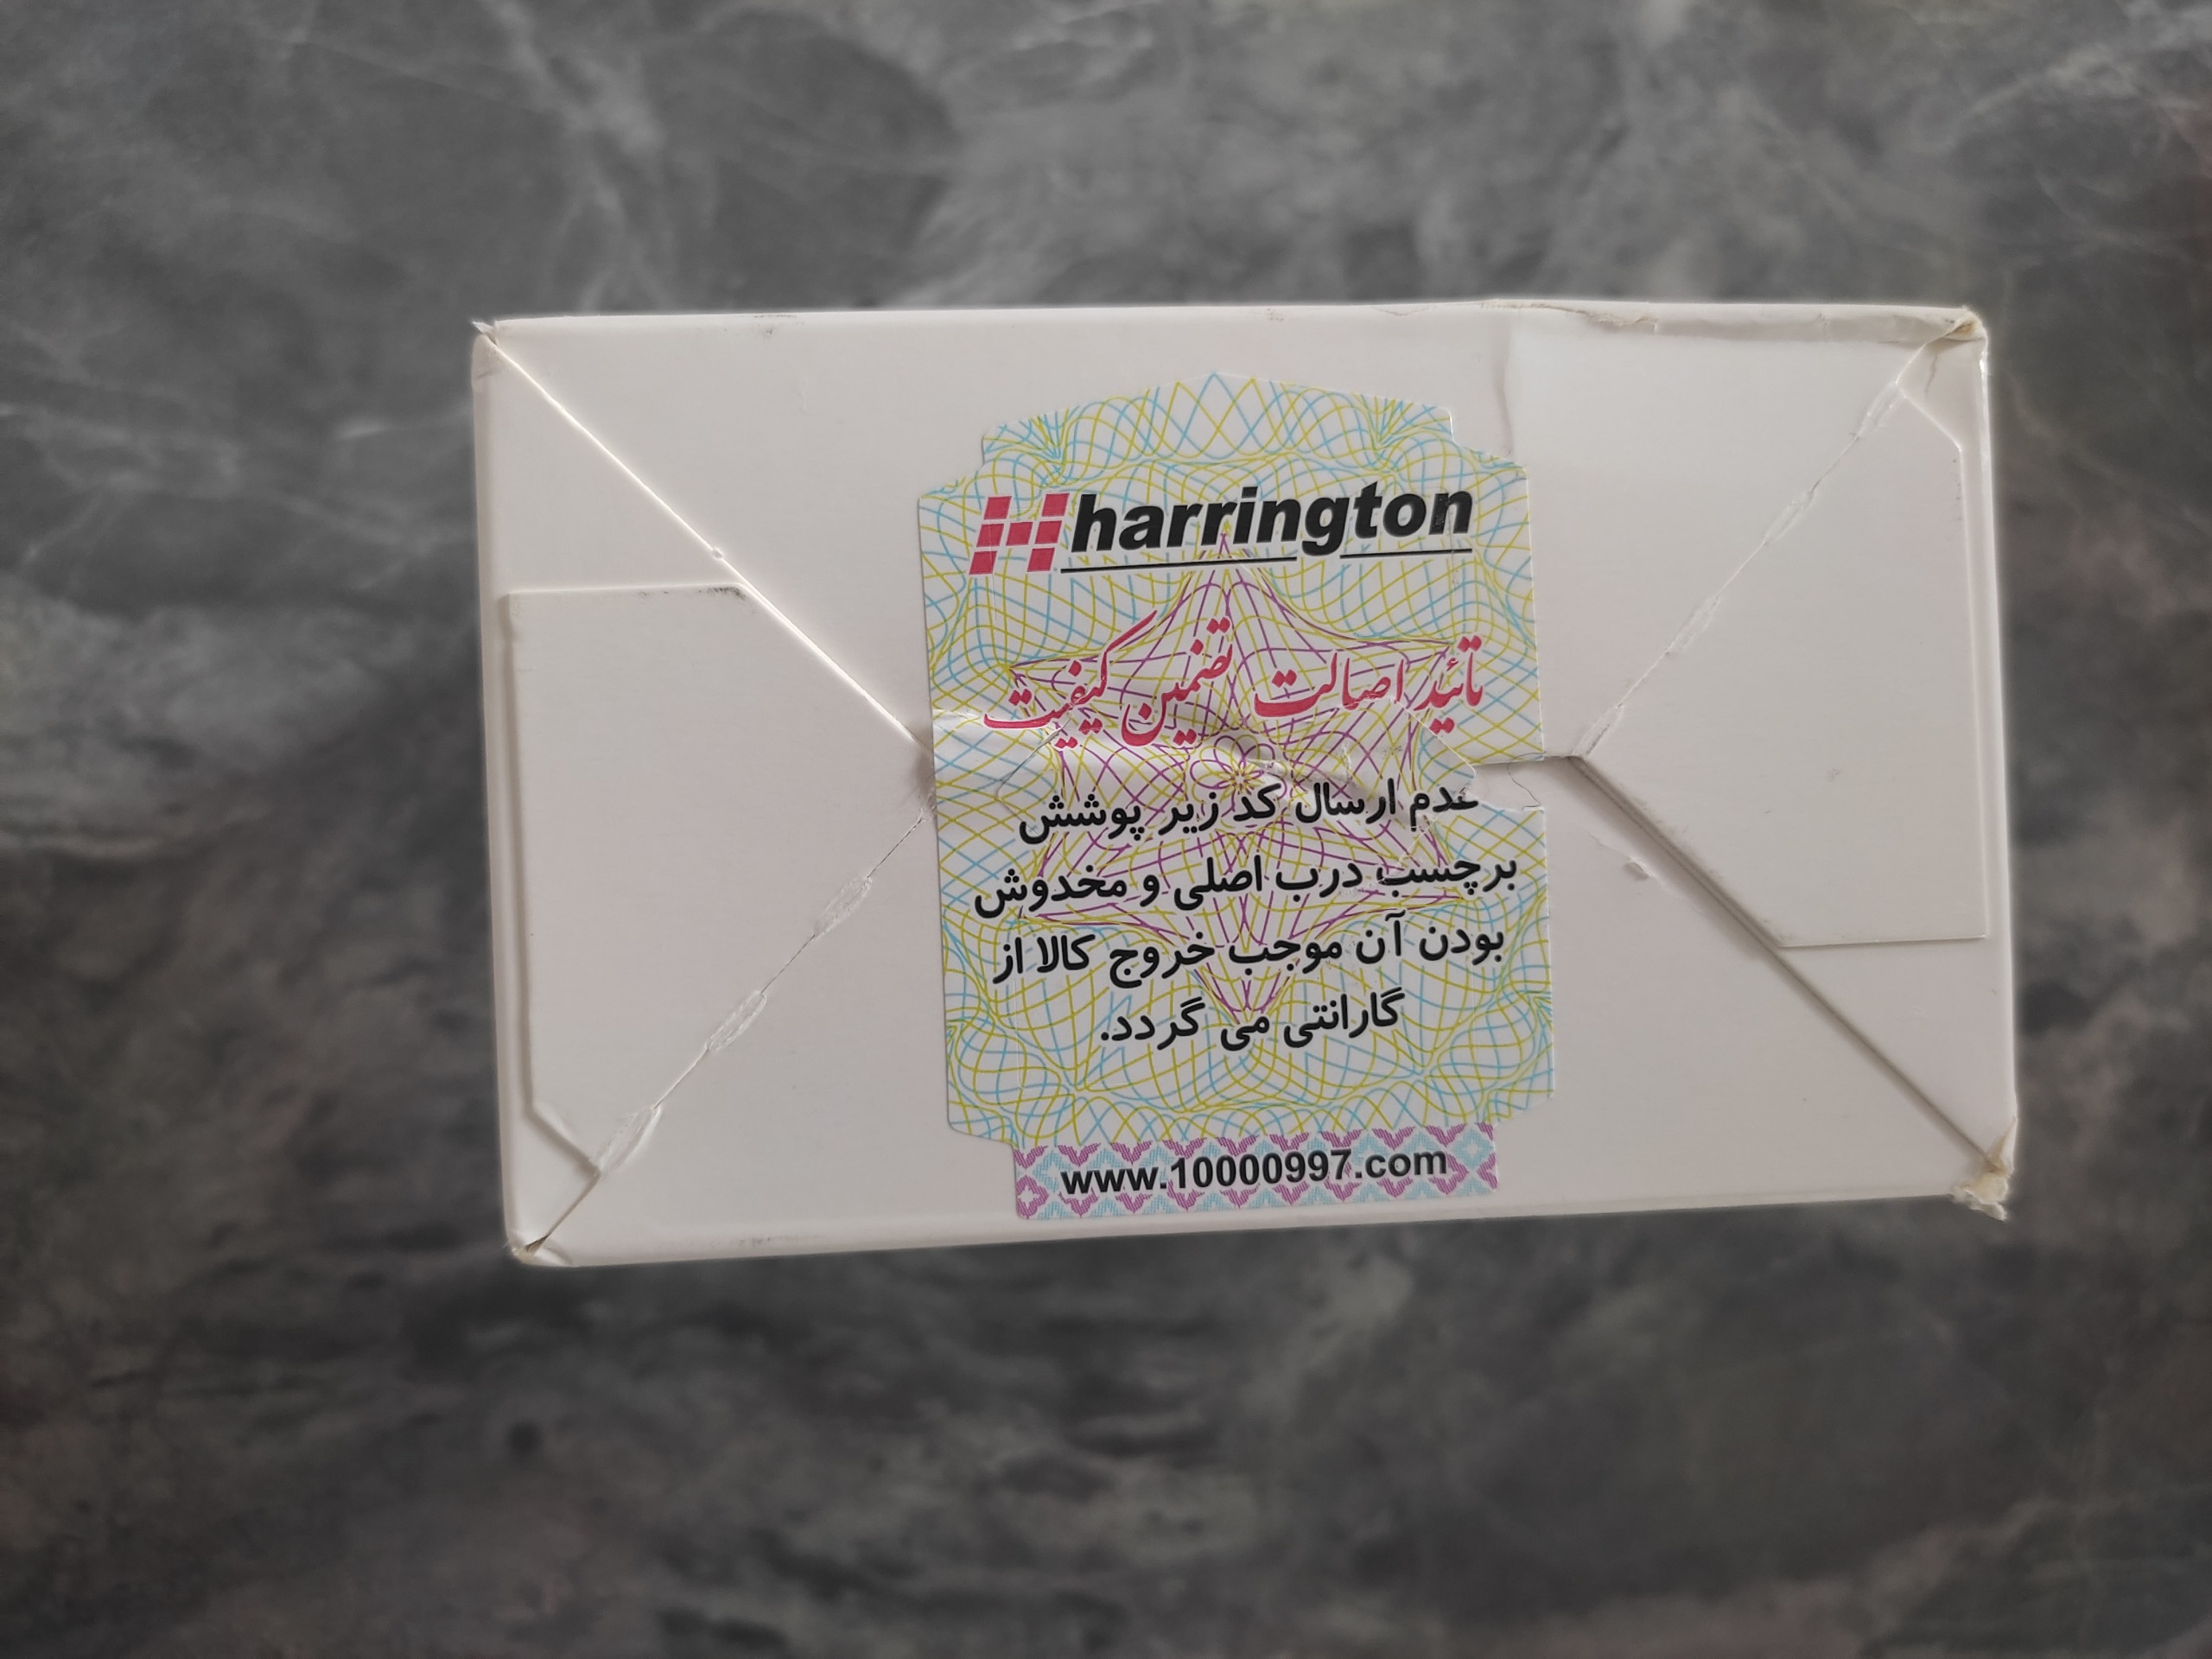 harrington
تائید اصالت تضمین کیفیت
عدم ارسال کد زیر پوشش
برچسب درب اصلی و مخدوش
بودن آن موجب خروج کالا از
گارانتی می گردد.
www.10000997.com